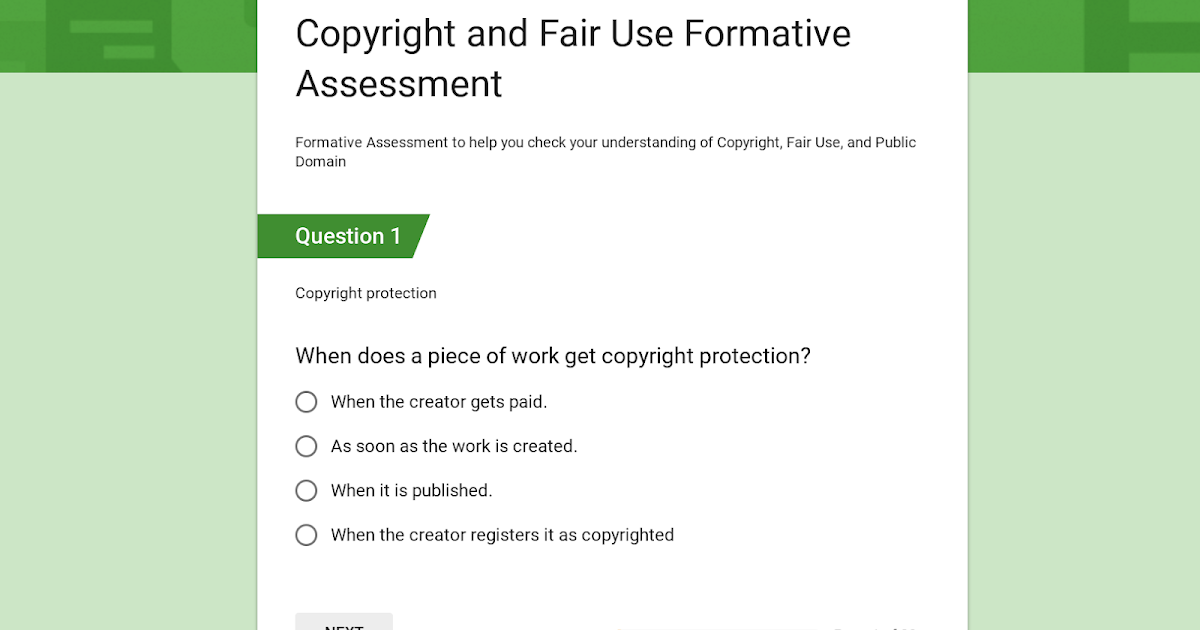 Copyright and Fair Use Formative
Assessment
Formative Assessment to help you check your understanding of Copyright, Fair Use, and Public
Domain
Question 1
Copyright protection
When does a piece of work get copyright protection?
When the creator gets paid.
As soon as the work is created.
When it is published.
When the creator registers it as copyrighted
NEXT